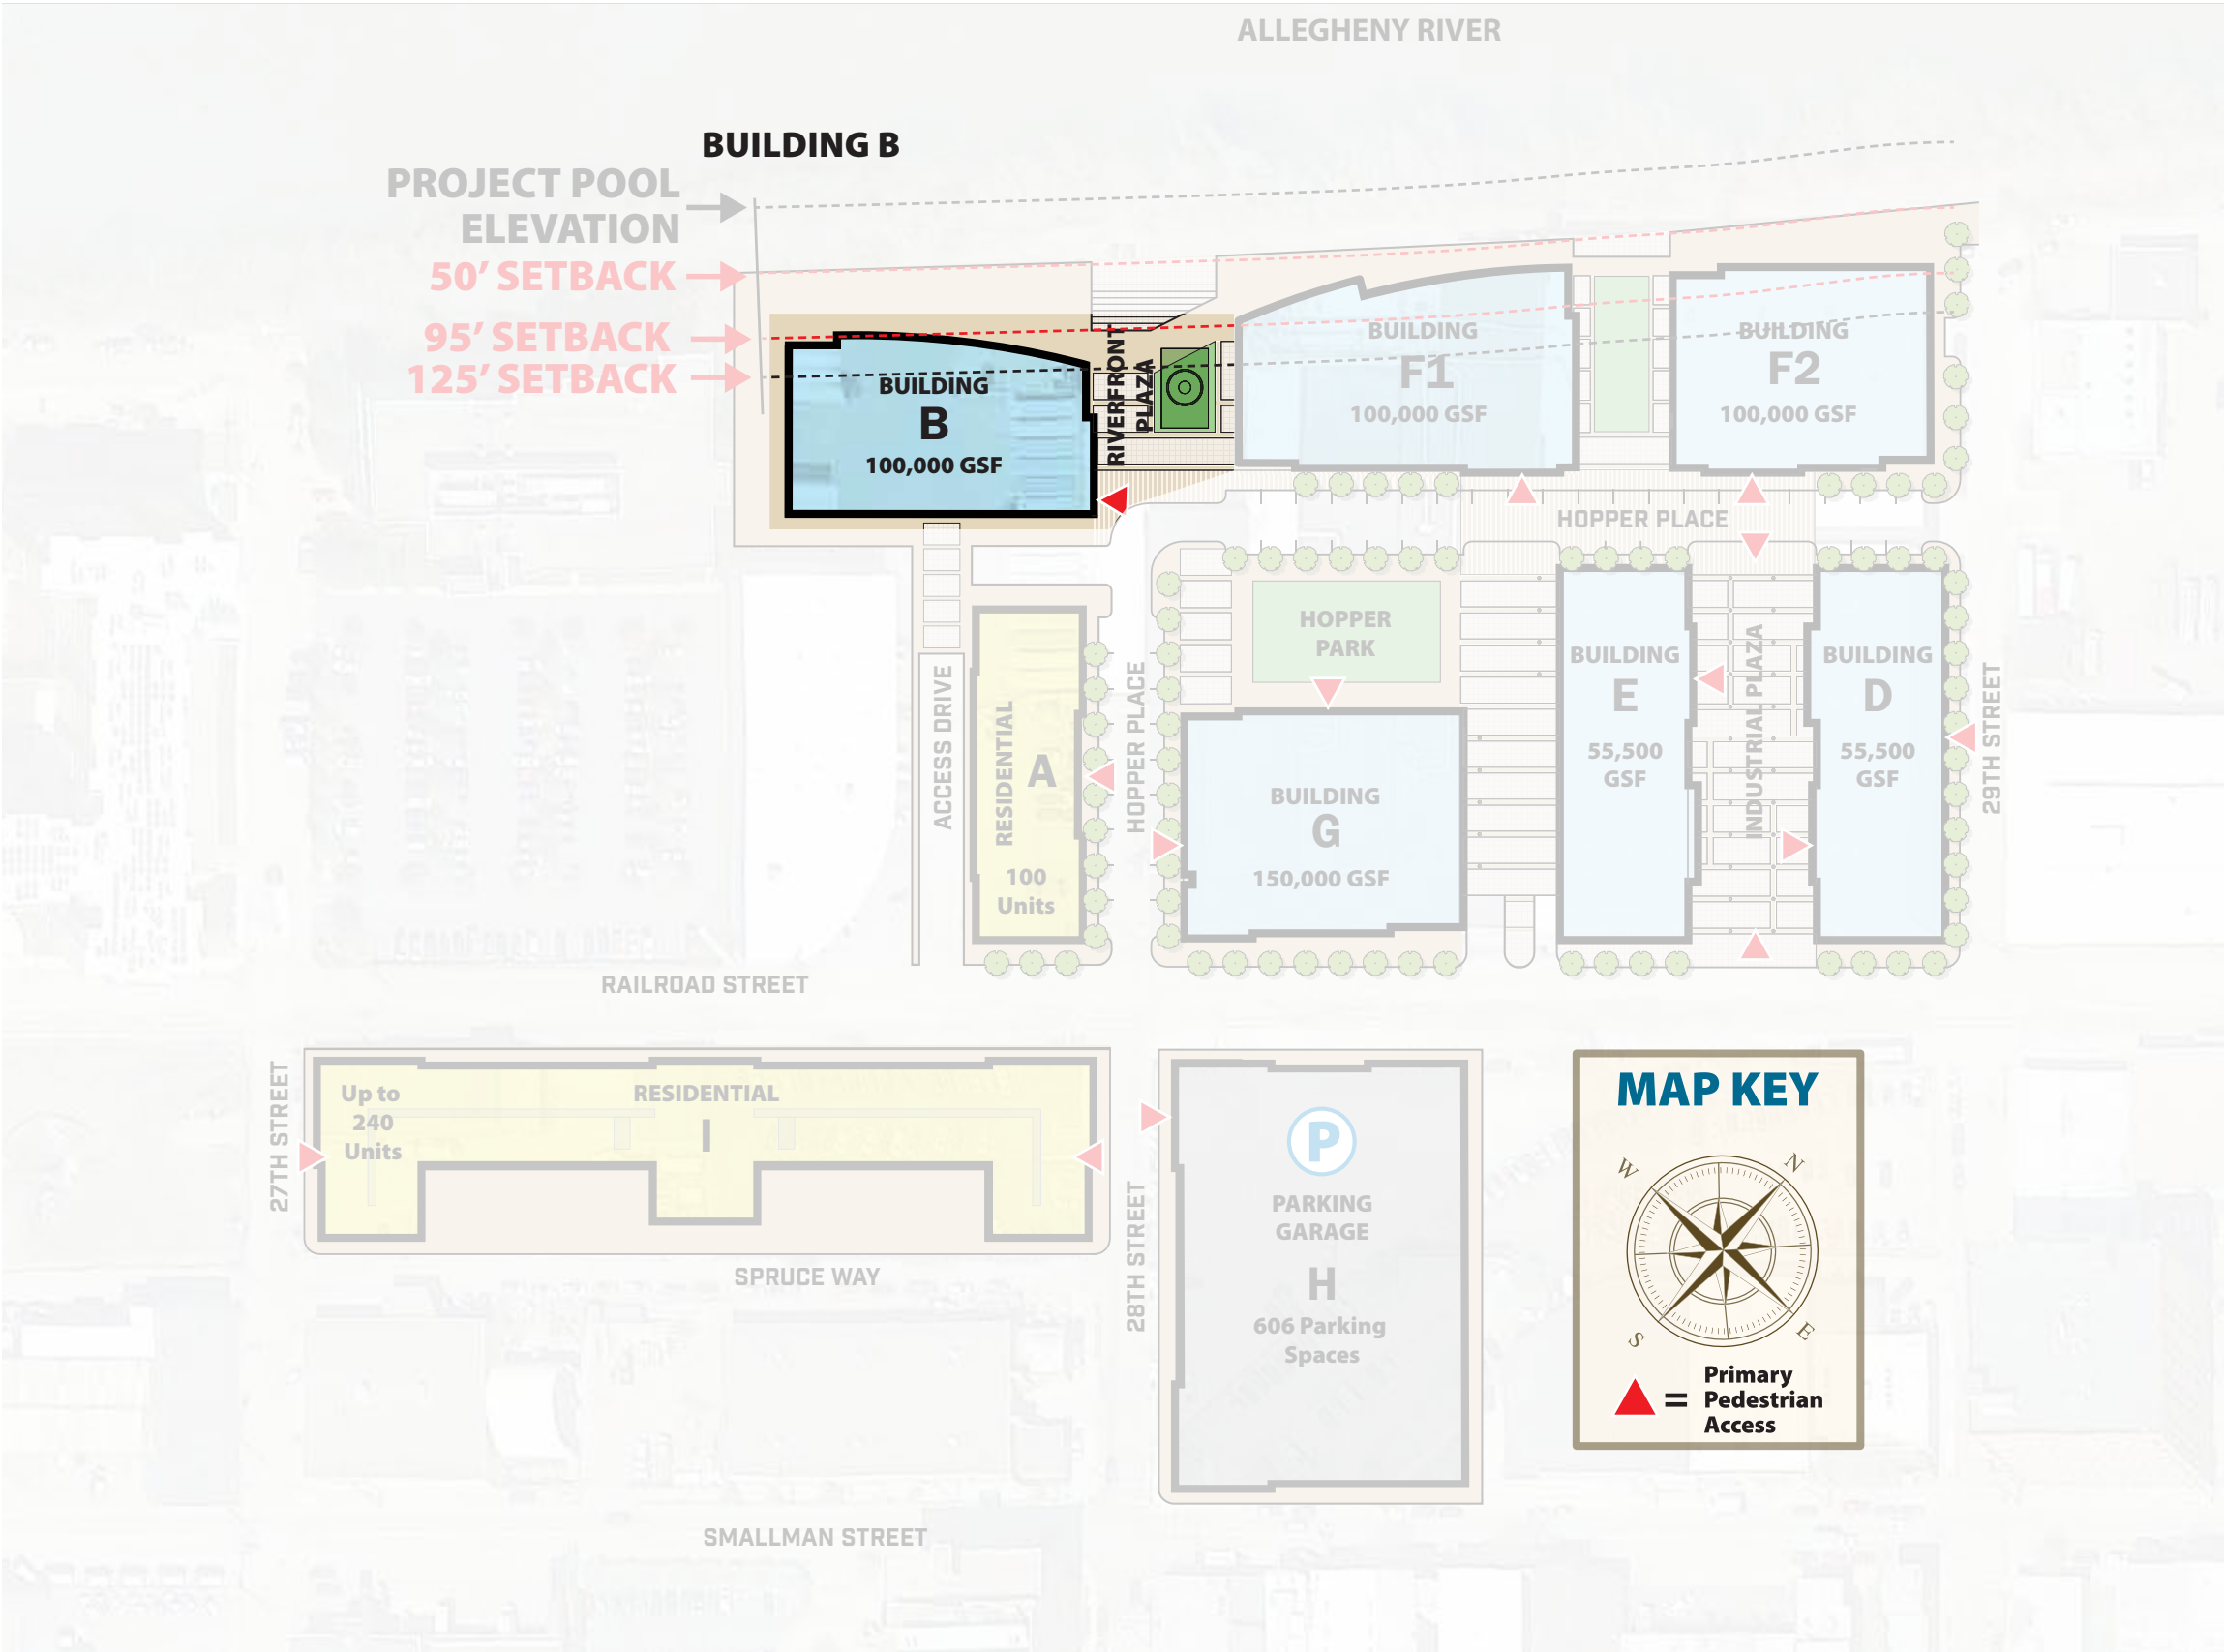 ALLEGHENY RIVER
BUILDING B
PROJECT POOL
ELEVATION
50’ SETBACK
95’ SETBACK
125’ SETBACK
BUILDING
B
100,000 GSF
RIVERFRONT
PLAZA
BUILDING
F1
100,000 GSF
BUILDING
F2
100,000 GSF
HOPPER PLACE
HOPPER
PARK
ACCESS DRIVE
RESIDENTIAL
A
100
Units
HOPPER PLACE
BUILDING
G
150,000 GSF
BUILDING
E
55,500
GSF
INDUSTRIAL PLAZA
BUILDING
D
55,500
GSF
29TH STREET
RAILROAD STREET
27TH STREET
Up to
240
Units
RESIDENTIAL
I
SPRUCE WAY
28TH STREET
P
PARKING
GARAGE
H
606 Parking
Spaces
MAP KEY
W
N
S
E
=
Primary
Pedestrian
Access
SMALLMAN STREET